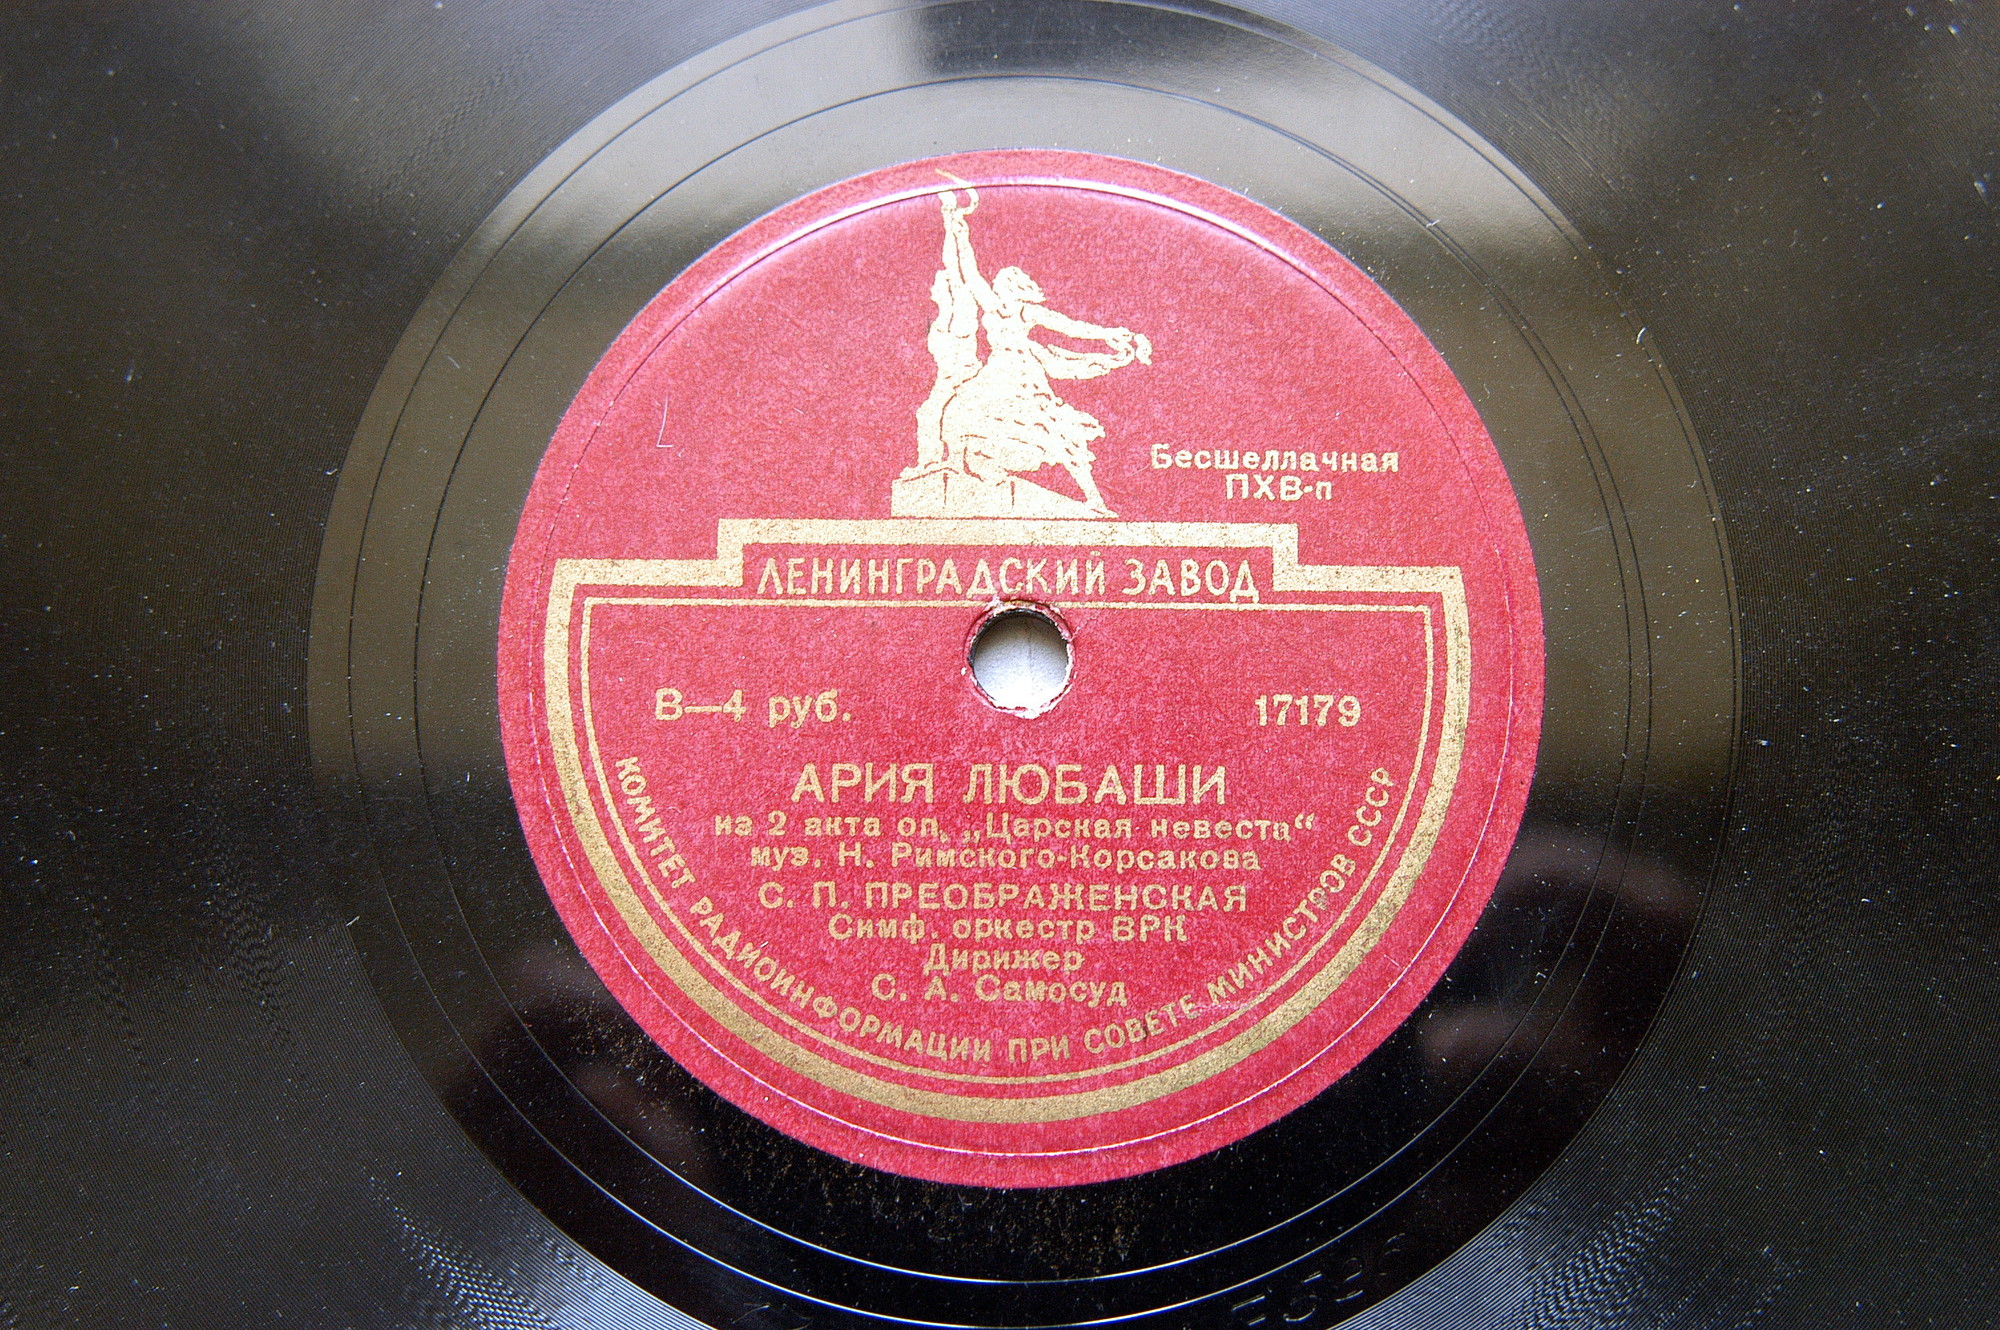 Бесшеллачная
ПХВ-п
ЛЕНИНГРАДСКИЙ ЗАВОД
В—4 руб.
17179
АРИЯ ЛЮБАШИ
из 2 акта оп. „Царская невеста“
муз. Н. Римского-Корсакова
С. П. ПРЕОБРАЖЕНСКАЯ
Симф. оркестр ВРК
Дирижер
С. А. Самосуд
КОМИТЕТ РАДИОИНФОРМАЦИИ ПРИ СОВЕТЕ МИНИСТРОВ СССР